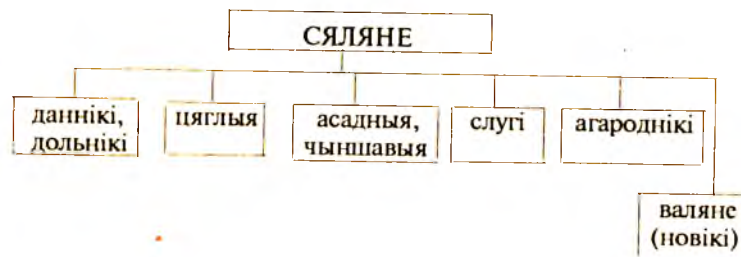 СЯЛЯНЕ
даннікі,
дольнікі
цяглыя
асадныя,
чыншавыя
слугі
агароднікі
валяне
(новікі)